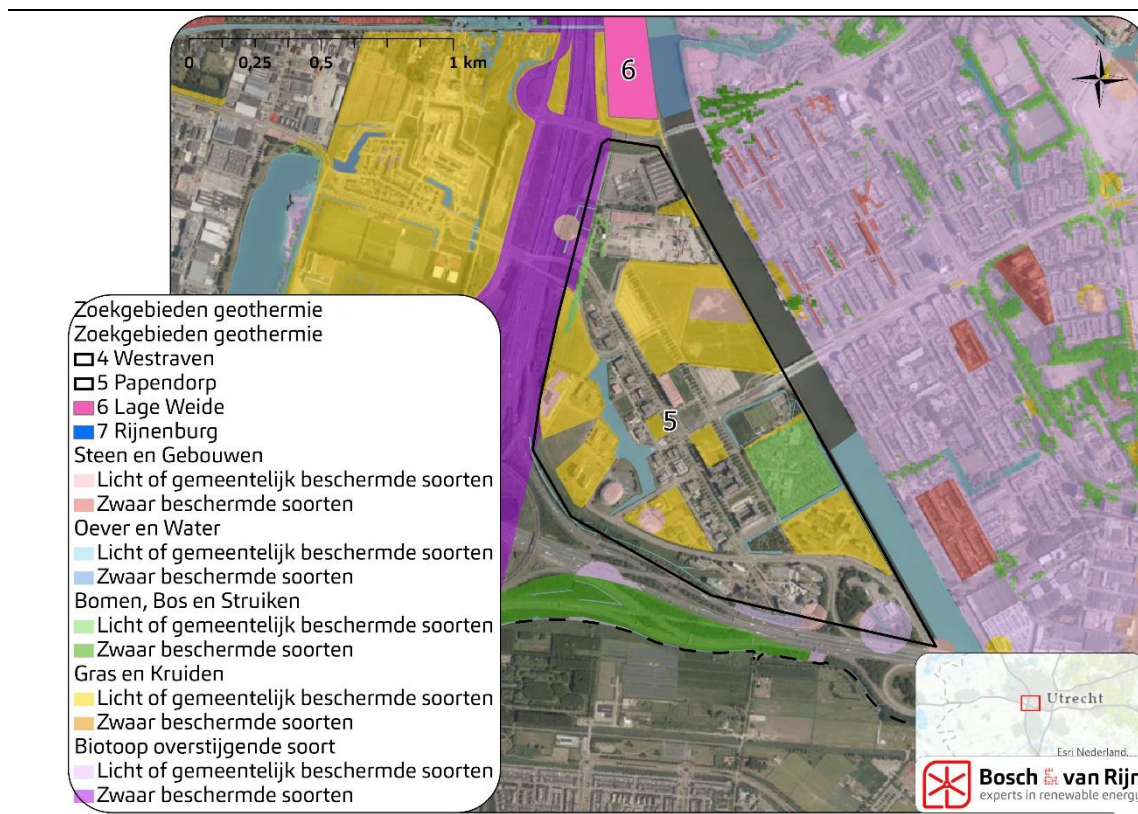 0 0,25 0,5 1 km
6
N
5
Zoekgebieden geothermie
Zoekgebieden geothermie
4 Westraven
5 Papendorp
6 Lage Weide
7 Rijnenburg
Steen en Gebouwen
Licht of gemeentelijk beschermde soorten
Zwaar beschermde soorten
Oever en Water
Licht of gemeentelijk beschermde soorten
Zwaar beschermde soorten
Bomen, Bos en Struiken
Licht of gemeentelijk beschermde soorten
Zwaar beschermde soorten
Gras en Kruiden
Licht of gemeentelijk beschermde soorten
Zwaar beschermde soorten
Biotoop overstijgende soort
Licht of gemeentelijk beschermde soorten
Zwaar beschermde soorten
Utrecht
Esri Nederland,
Bosch & van Rijn
experts in renewable energy